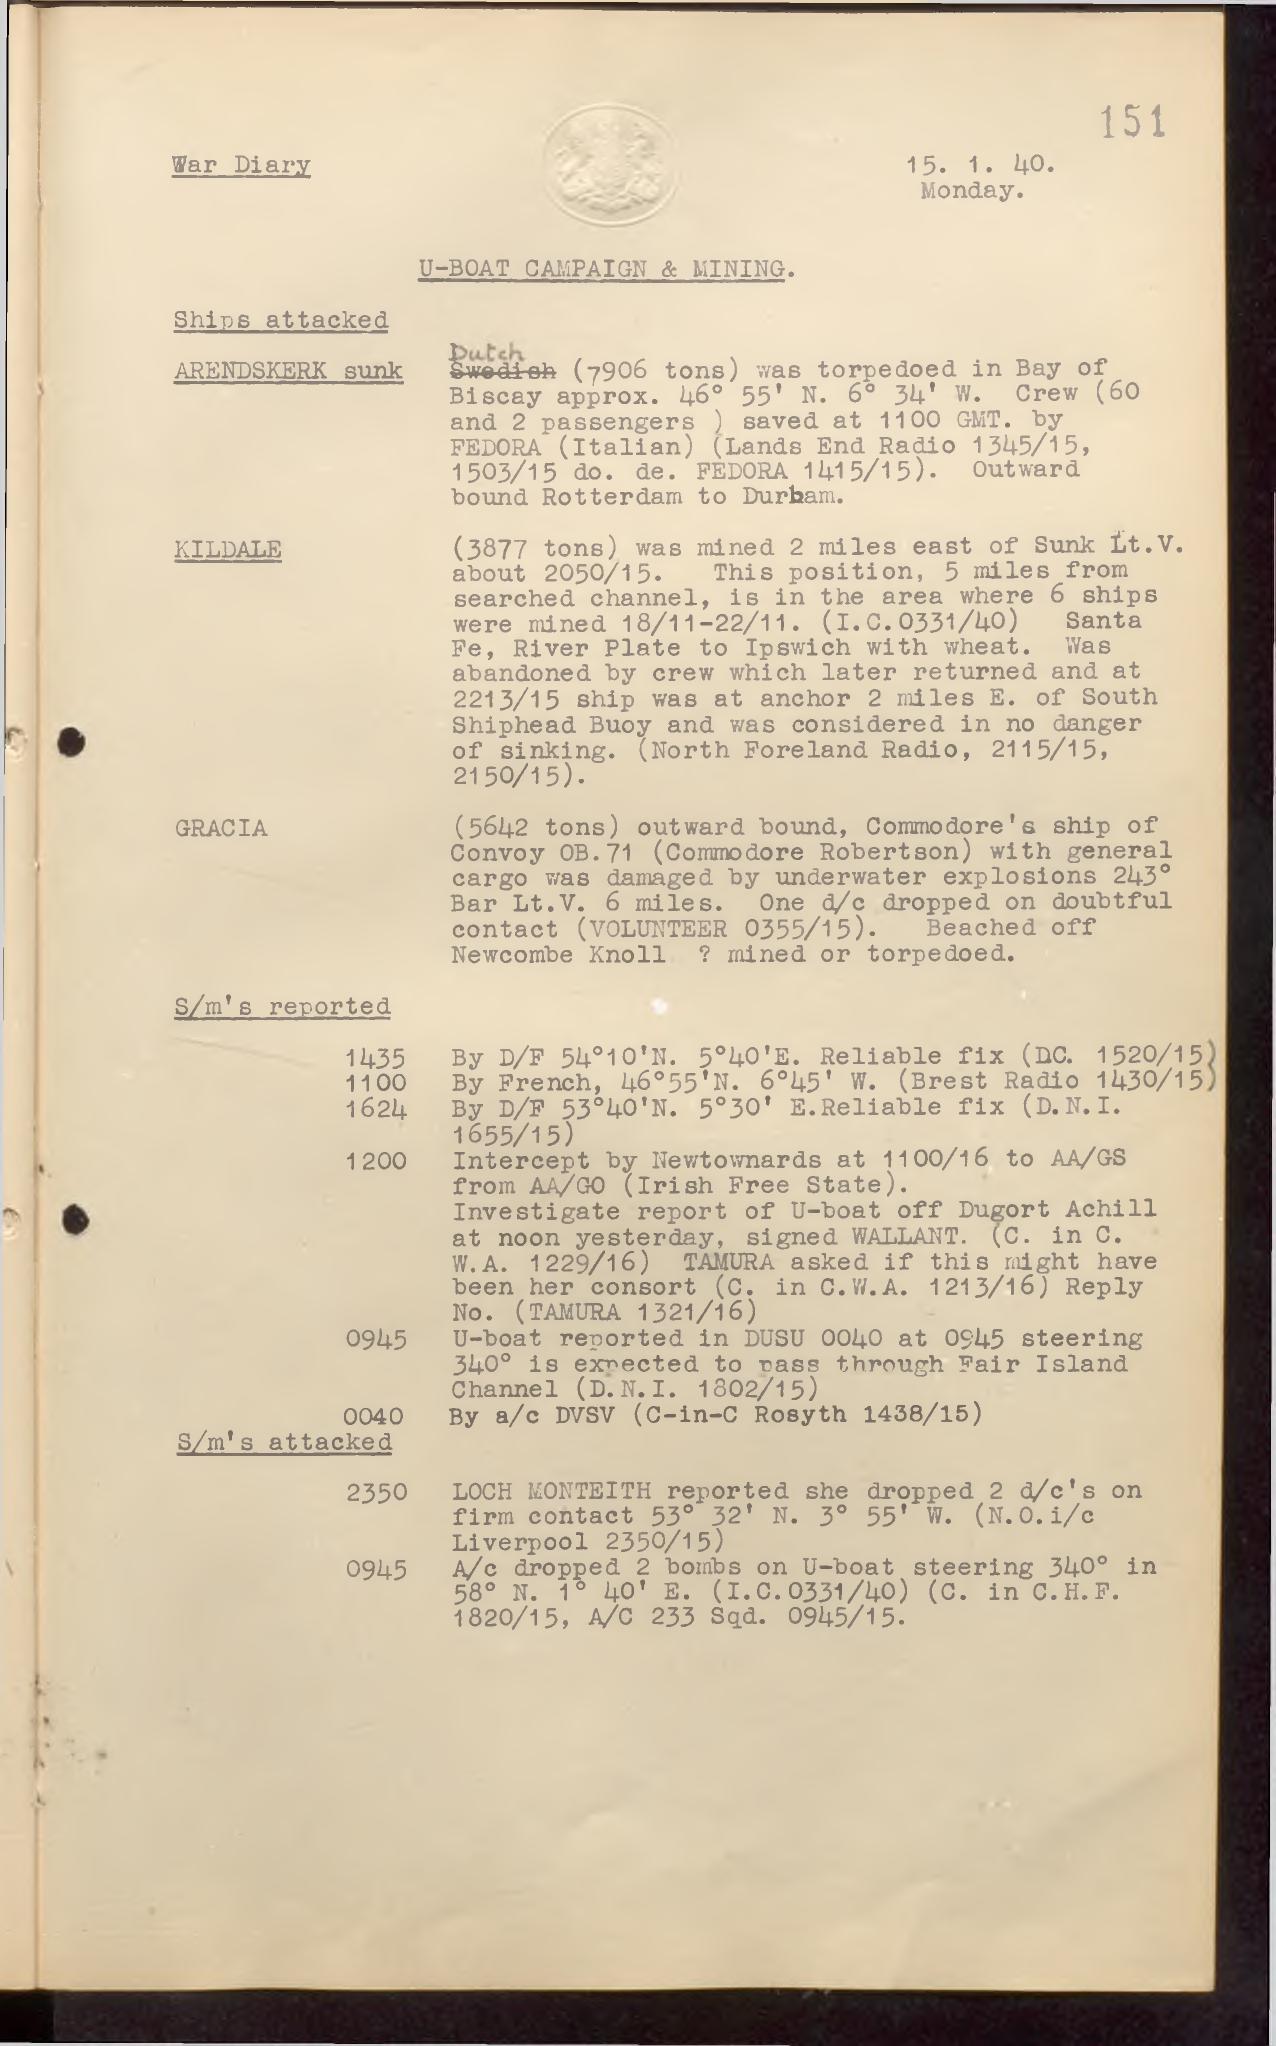 151
War Diary
15. 1. 40.
Monday.
U-BOAT CAMPAIGN & MINING.
Ships attacked
Dutch
ARENDSKERK sunk Swedish (7906 tons) was torpedoed in Bay of
Biscay approx. 46° 55' N. 6° 34' W. Crew (60
and 2 passengers ) saved at 1100 GMT. by
FEDORA (Italian) (Lands End Radio 1345/15,
1503/15 do. de. FEDORA 1415/15). Outward
bound Rotterdam to Durham.
KILDALE (3877 tons) was mined 2 miles east of Sunk Lt.V.
about 2050/15. This position, 5 miles from
searched channel, is in the area where 6 ships
were mined 18/11-22/11. (I.C.0331/40) Santa
Fe, River Plate to Ipswich with wheat. Was
abandoned by crew which later returned and at
2213/15 ship was at anchor 2 miles E. of South
Shiphead Buoy and was considered in no danger
of sinking. (North Foreland Radio, 2115/15,
2150/15).
GRACIA (5642 tons) outward bound, Commodore's ship of
Convoy OB.71 (Commodore Robertson) with general
cargo was damaged by underwater explosions 243°
Bar Lt.V. 6 miles. One d/c dropped on doubtful
contact (VOLUNTEER 0355/15). Beached off
Newcombe Knoll ? mined or torpedoed.
S/m's reported
1435 By D/F 54°10'N. 5°40'E. Reliable fix (DC. 1520/15)
1100 By French, 46°55'N. 6°45' W. (Brest Radio 1430/15)
1624 By D/F 53°40'N. 5°30' E.Reliable fix (D.N.I.
1655/15)
1200 Intercept by Newtownards at 1100/16 to AA/GS
from AA/GO (Irish Free State).
Investigate report of U-boat off Dugort Achill
at noon yesterday, signed WALLANT. (C. in C.
W.A. 1229/16) TAMURA asked if this might have
been her consort (C. in C.W.A. 1213/16) Reply
No. (TAMURA 1321/16)
0945 U-boat reported in DUSU 0040 at 0945 steering
340° is expected to pass through Fair Island
Channel (D.N.I. 1802/15)
0040 By a/c DVSV (C-in-C Rosyth 1438/15)
S/m's attacked
2350 LOCH MONTEITH reported she dropped 2 d/c's on
firm contact 53° 32' N. 3° 55' W. (N.O.i/c
Liverpool 2350/15)
0945 A/c dropped 2 bombs on U-boat steering 340° in
58° N. 1° 40' E. (I.C.0331/40) (C. in C.H.F.
1820/15, A/C 233 Sqd. 0945/15.